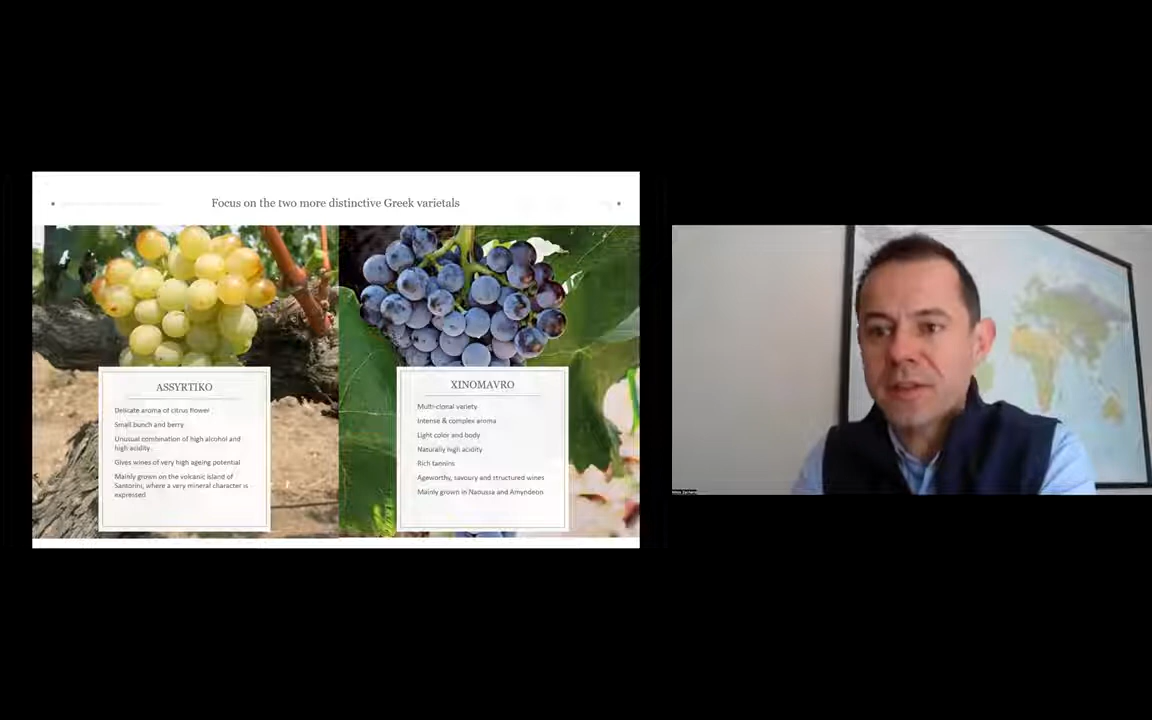 Focus on the two more distinctive Greek varietals
ASSYRTIKO
Delicate aroma of citrus flower
Small bunch and berry
Unusual combination of high alcohol and
high acidity
Gives wines of very high ageing potential
Mainly grown on the volcanic island of
Santorini, where a very mineral character is
expressed
XINOMAVRO
Multi-clonal variety
Intense & complex aroma
Light color and body
Naturally high acidity
Rich tannins
Ageworthy, savoury and structured wines
Mainly grown in Naoussa and Amyndeon